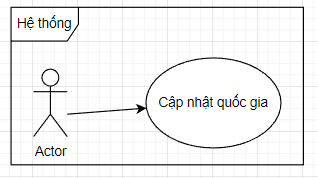 Hệ thống
Cập nhật quốc gia
Actor